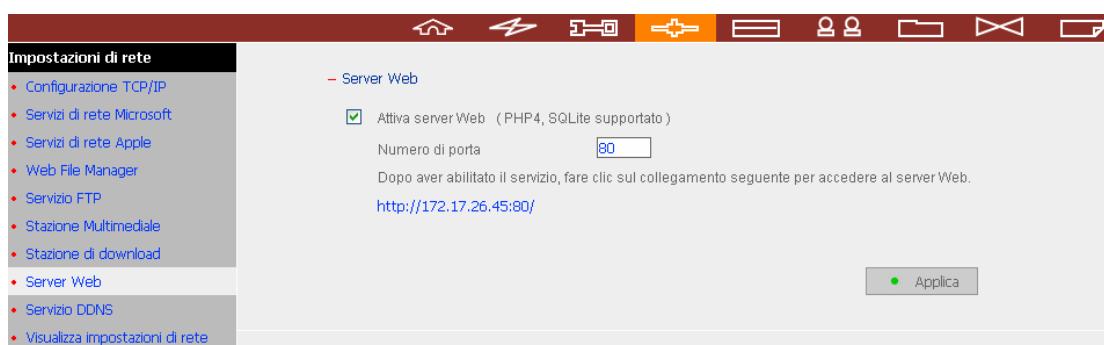 Impostazioni di rete
Configurazione TCP/IP
Servizi di rete Microsoft
Servizi di rete Apple
Web File Manager
Servizio FTP
Stazione Multimediale
Stazione di download
Server Web
Servizio DDNS
Visualizza impostazioni di rete
– Server Web
Attiva server Web ( PHP4, SQLite supportato )
Numero di porta 80
Dopo aver abilitato il servizio, fare clic sul collegamento seguente per accedere al server Web.
http://172.17.26.45:80/
Applica